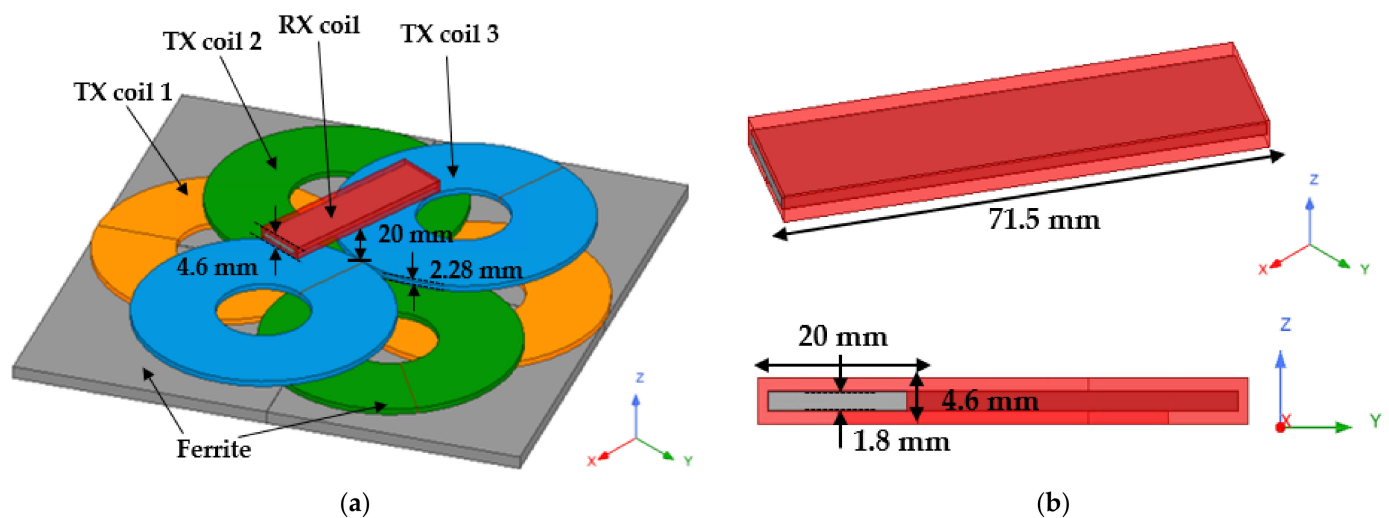 RX coil
TX coil 2
TX coil 3
TX coil 1
20 mm
4.6 mm
2.28 mm
Ferrite
Z
X
Y
(a)
71.5 mm
Z
X
Y
20 mm
4.6 mm
1.8 mm
Z
X
Y
(b)